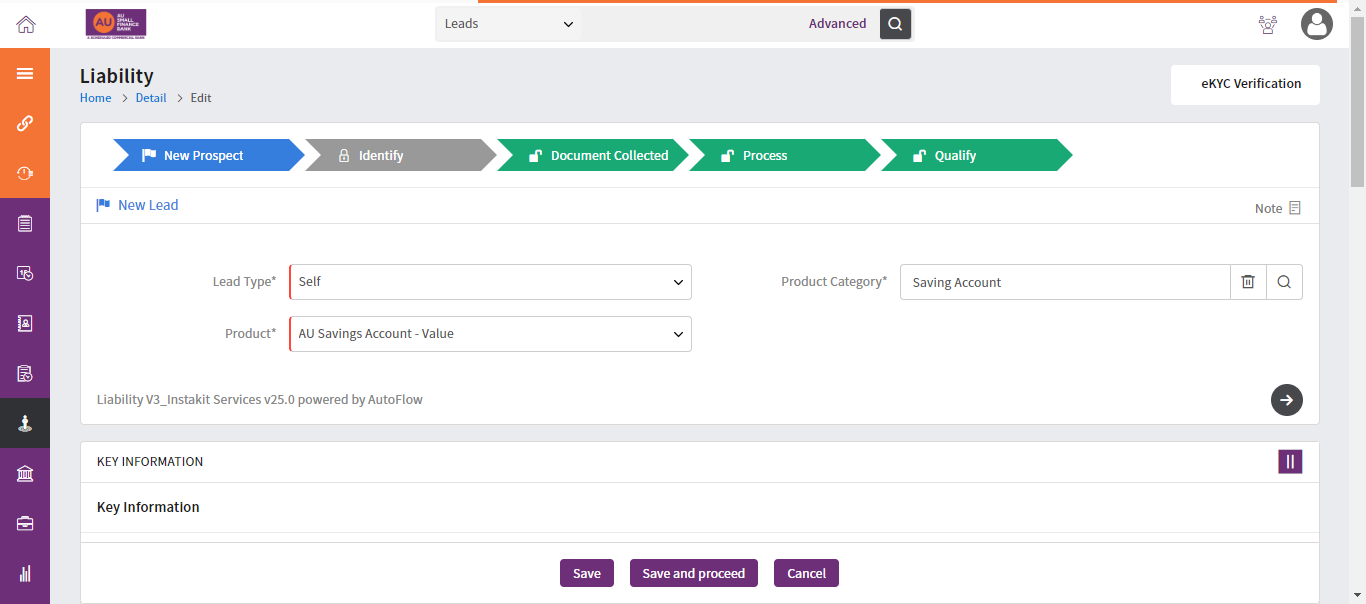 AU SMALL FINANCE BANK
A SCHEDULED COMMERCIAL BANK
Leads
Advanced
Liability
Home > Detail > Edit
eKYC Verification
New Prospect
Identify
Document Collected
Process
Qualify
New Lead
Note
Lead Type* Self
Product Category* Saving Account
Product* AU Savings Account - Value
Liability V3_Instakit Services v25.0 powered by AutoFlow
KEY INFORMATION
Key Information
Save
Save and proceed
Cancel